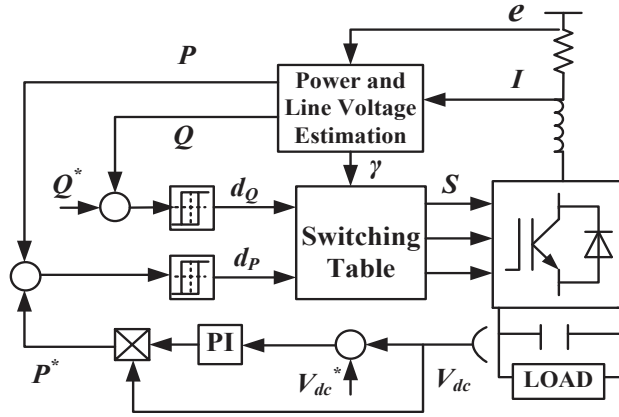 e
P
Power and
Line Voltage
Estimation
I
Q
γ
Q*
d_Q
S
Switching
Table
d_P
P*
PI
V_dc*
V_dc
LOAD